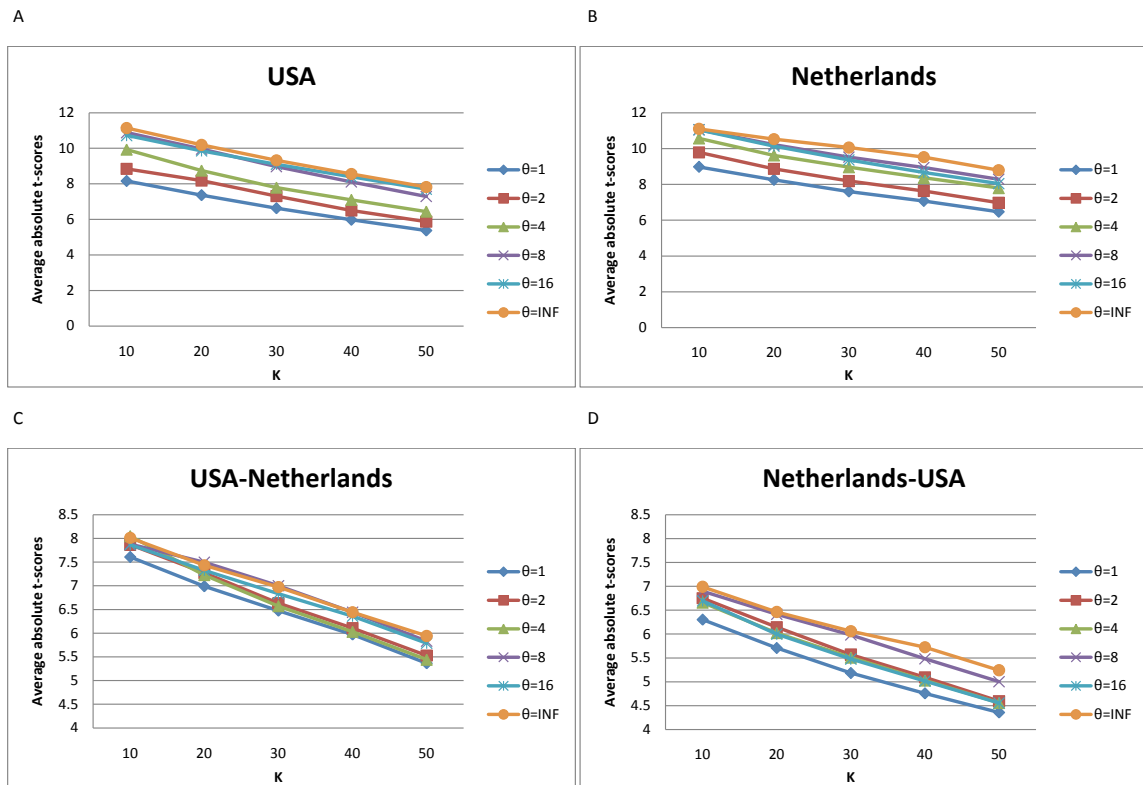 A
B
USA
Average absolute t-scores
12
10
8
6
4
2
0
10 20 30 40 50
K
θ=1
θ=2
θ=4
θ=8
θ=16
θ=INF
Netherlands
Average absolute t-scores
12
10
8
6
4
2
0
10 20 30 40 50
K
θ=1
θ=2
θ=4
θ=8
θ=16
θ=INF
C
D
USA-Netherlands
Average absolute t-scores
8.5
8
7.5
7
6.5
6
5.5
5
4.5
4
10 20 30 40 50
K
θ=1
θ=2
θ=4
θ=8
θ=16
θ=INF
Netherlands-USA
Average absolute t-scores
8.5
8
7.5
7
6.5
6
5.5
5
4.5
4
10 20 30 40 50
K
θ=1
θ=2
θ=4
θ=8
θ=16
θ=INF